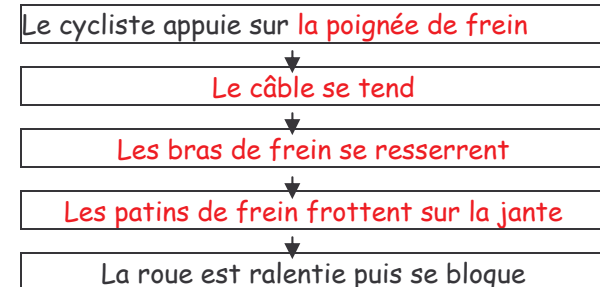 Le cycliste appuie sur la poignée de frein
Le câble se tend
Les bras de frein se resserrent
Les patins de frein frottent sur la jante
La roue est ralentie puis se bloque